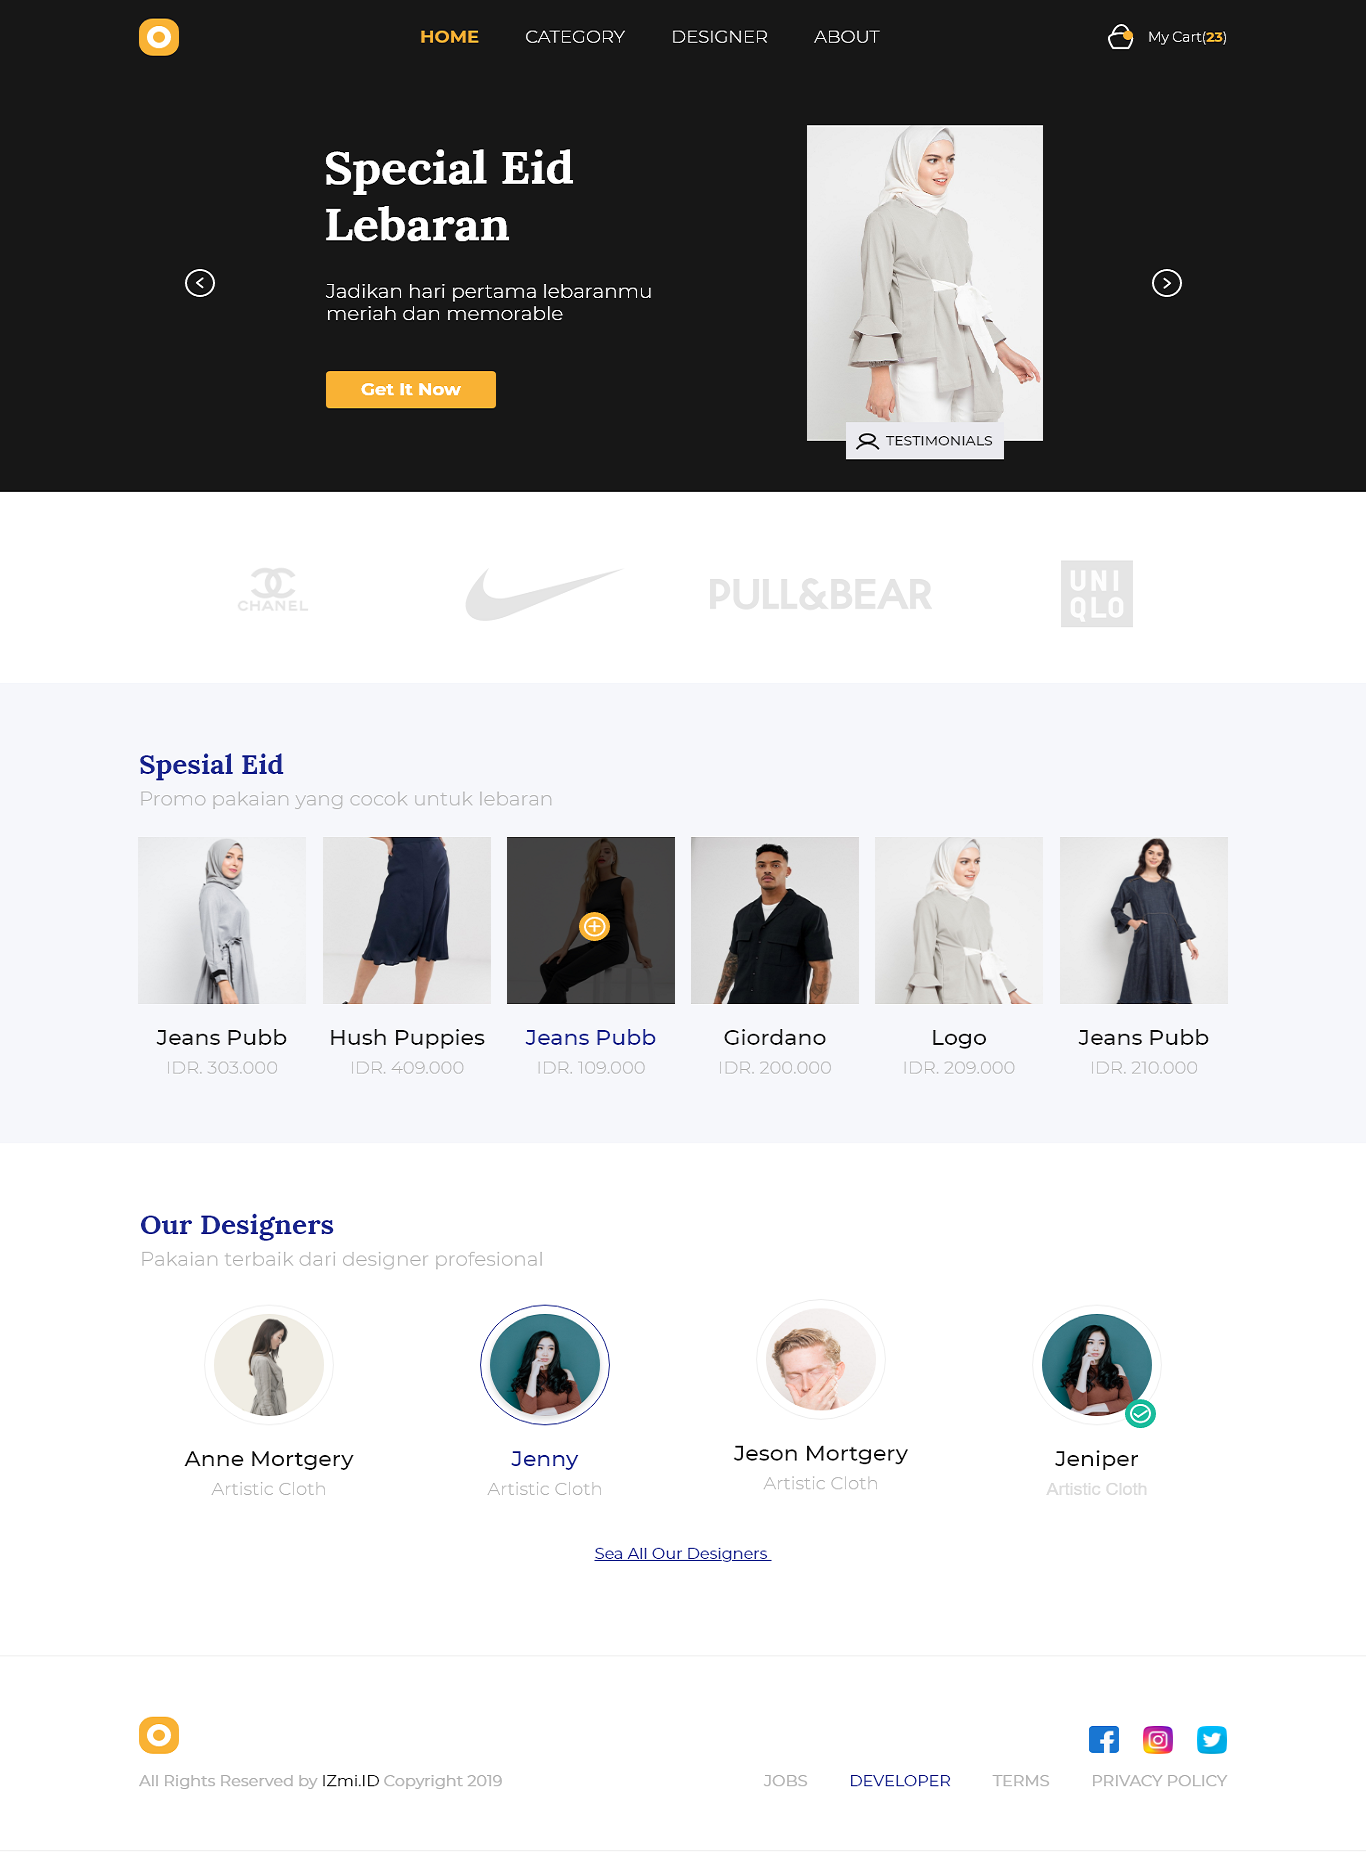 HOME CATEGORY DESIGNER ABOUT My Cart(23)
Special Eid
Lebaran
Jadikan hari pertama lebaranmu
meriah dan memorable
Get It Now
TESTIMONIALS
CHANEL PULL&BEAR UNI
QLO
Spesial Eid
Promo pakaian yang cocok untuk lebaran
Jeans Pubb Hush Puppies Jeans Pubb Giordano Logo Jeans Pubb
IDR. 303.000 IDR. 409.000 IDR. 109.000 IDR. 200.000 IDR. 209.000 IDR. 210.000
Our Designers
Pakaian terbaik dari designer profesional
Anne Mortgery Jenny Jeson Mortgery Jeniper
Artistic Cloth Artistic Cloth Artistic Cloth Artistic Cloth
Sea All Our Designers
All Rights Reserved by IZmi.ID Copyright 2019 JOBS DEVELOPER TERMS PRIVACY POLICY